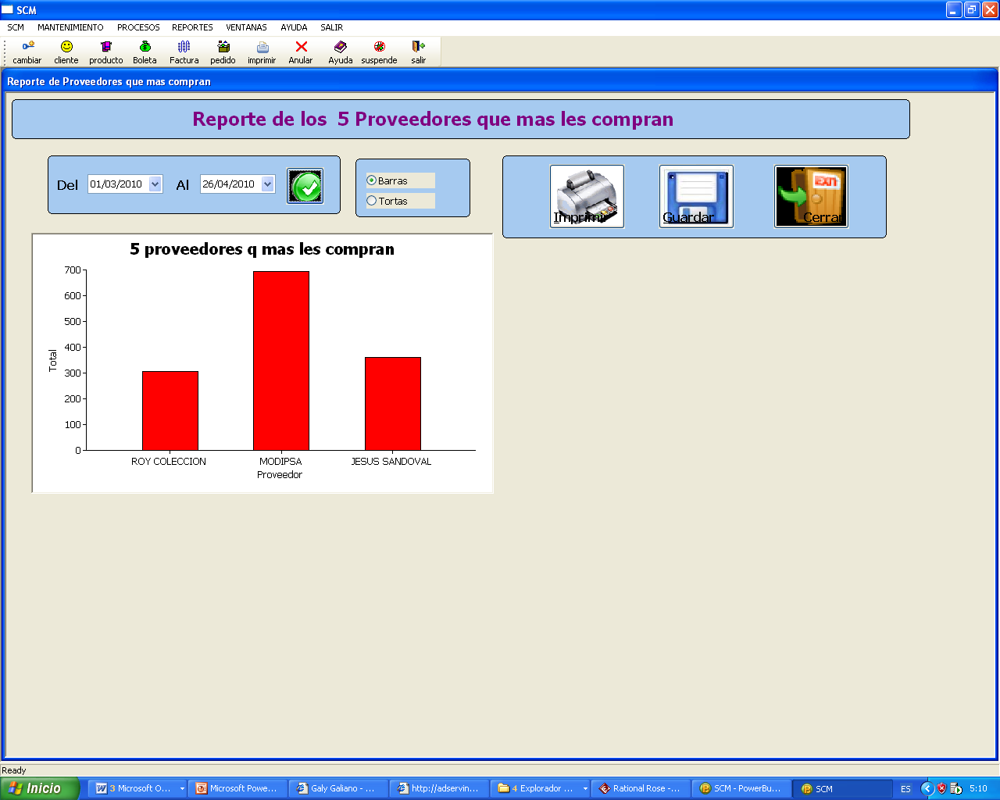 SCM
SCM MANTENIMIENTO PROCESOS REPORTES VENTANAS AYUDA SALIR
cambiar cliente producto Boleta Factura pedido imprimir Anular Ayuda suspende salir
Reporte de Proveedores que mas compran
Reporte de los 5 Proveedores que mas les compran
Del 01/03/2010 Al 26/04/2010
Barras
Tortas
EXIT
Imprimir Guardar Cerrar
5 proveedores q mas les compran
700
600
500
400
300
200
100
0
Total
ROY COLECCION MODIPSA JESUS SANDOVAL
Proveedor
Ready
Inicio 3 Microsoft O... Microsoft Powe... Galy Galiano - ... http://adservin... 4 Explorador ... Rational Rose -... SCM - PowerBu... SCM ES 5:10